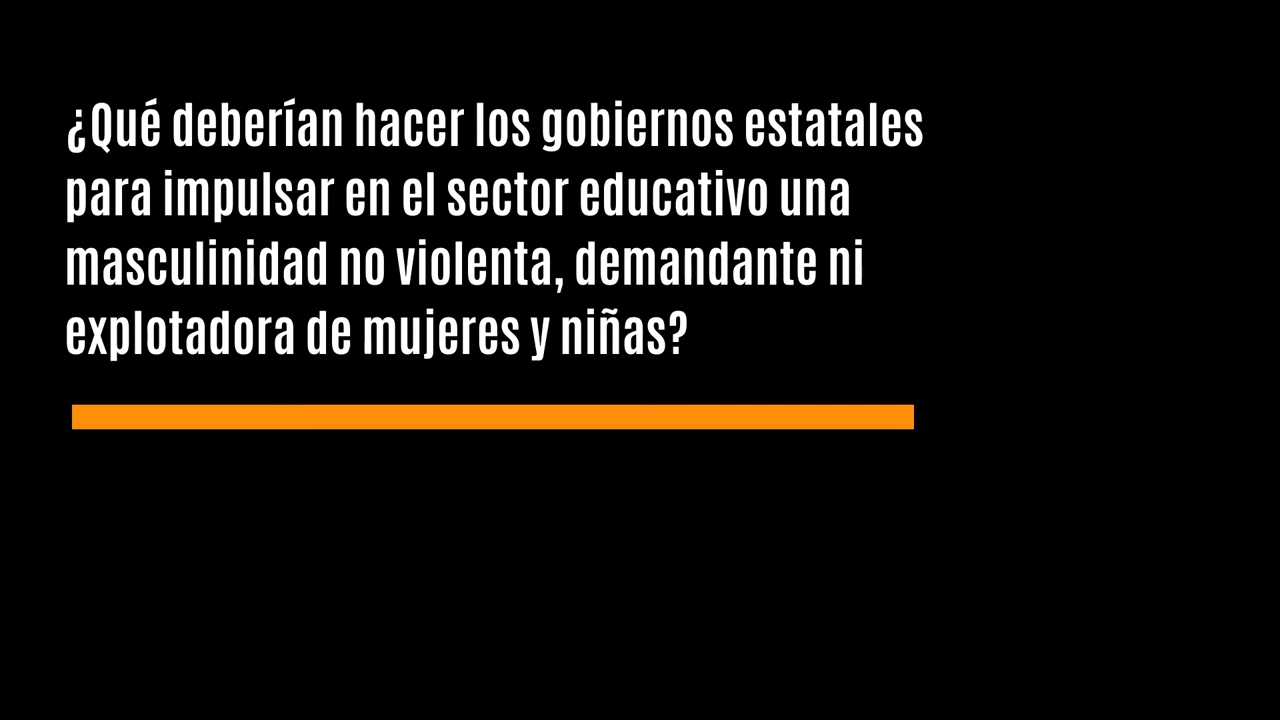 ¿Qué deberían hacer los gobiernos estatales
para impulsar en el sector educativo una
masculinidad no violenta, demandante ni
explotadora de mujeres y niñas?